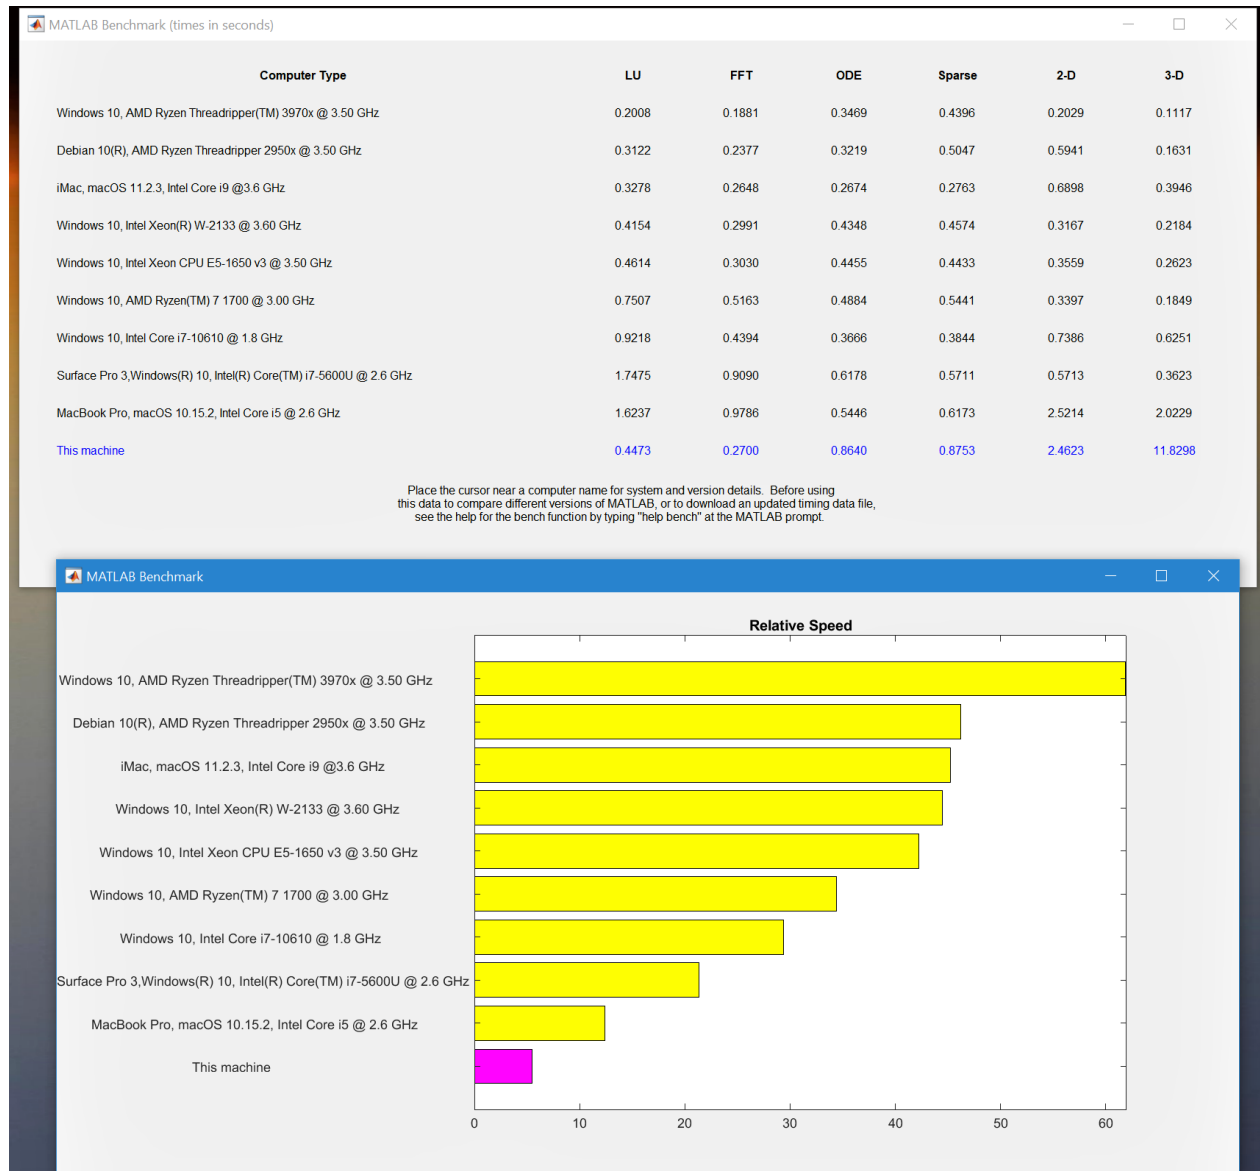 MATLAB Benchmark (times in seconds)
Computer Type LU FFT ODE Sparse 2-D 3-D
Windows 10, AMD Ryzen Threadripper(TM) 3970x @ 3.50 GHz 0.2008 0.1881 0.3469 0.4396 0.2029 0.1117
Debian 10(R), AMD Ryzen Threadripper 2950x @ 3.50 GHz 0.3122 0.2377 0.3219 0.5047 0.5941 0.1631
iMac, macOS 11.2.3, Intel Core i9 @3.6 GHz 0.3278 0.2648 0.2674 0.2763 0.6898 0.3946
Windows 10, Intel Xeon(R) W-2133 @ 3.60 GHz 0.4154 0.2991 0.4348 0.4574 0.3167 0.2184
Windows 10, Intel Xeon CPU E5-1650 v3 @ 3.50 GHz 0.4614 0.3030 0.4455 0.4433 0.3559 0.2623
Windows 10, AMD Ryzen(TM) 7 1700 @ 3.00 GHz 0.7507 0.5163 0.4884 0.5441 0.3397 0.1849
Windows 10, Intel Core i7-10610 @ 1.8 GHz 0.9218 0.4394 0.3666 0.3844 0.7386 0.6251
Surface Pro 3,Windows(R) 10, Intel(R) Core(TM) i7-5600U @ 2.6 GHz 1.7475 0.9090 0.6178 0.5711 0.5713 0.3623
MacBook Pro, macOS 10.15.2, Intel Core i5 @ 2.6 GHz 1.6237 0.9786 0.5446 0.6173 2.5214 2.0229
This machine 0.4473 0.2700 0.8640 0.8753 2.4623 11.8298
Place the cursor near a computer name for system and version details. Before using
this data to compare different versions of MATLAB, or to download an updated timing data file,
see the help for the bench function by typing "help bench" at the MATLAB prompt.
MATLAB Benchmark
Relative Speed
Windows 10, AMD Ryzen Threadripper(TM) 3970x @ 3.50 GHz
Debian 10(R), AMD Ryzen Threadripper 2950x @ 3.50 GHz
iMac, macOS 11.2.3, Intel Core i9 @3.6 GHz
Windows 10, Intel Xeon(R) W-2133 @ 3.60 GHz
Windows 10, Intel Xeon CPU E5-1650 v3 @ 3.50 GHz
Windows 10, AMD Ryzen(TM) 7 1700 @ 3.00 GHz
Windows 10, Intel Core i7-10610 @ 1.8 GHz
Surface Pro 3,Windows(R) 10, Intel(R) Core(TM) i7-5600U @ 2.6 GHz
MacBook Pro, macOS 10.15.2, Intel Core i5 @ 2.6 GHz
This machine
0 10 20 30 40 50 60